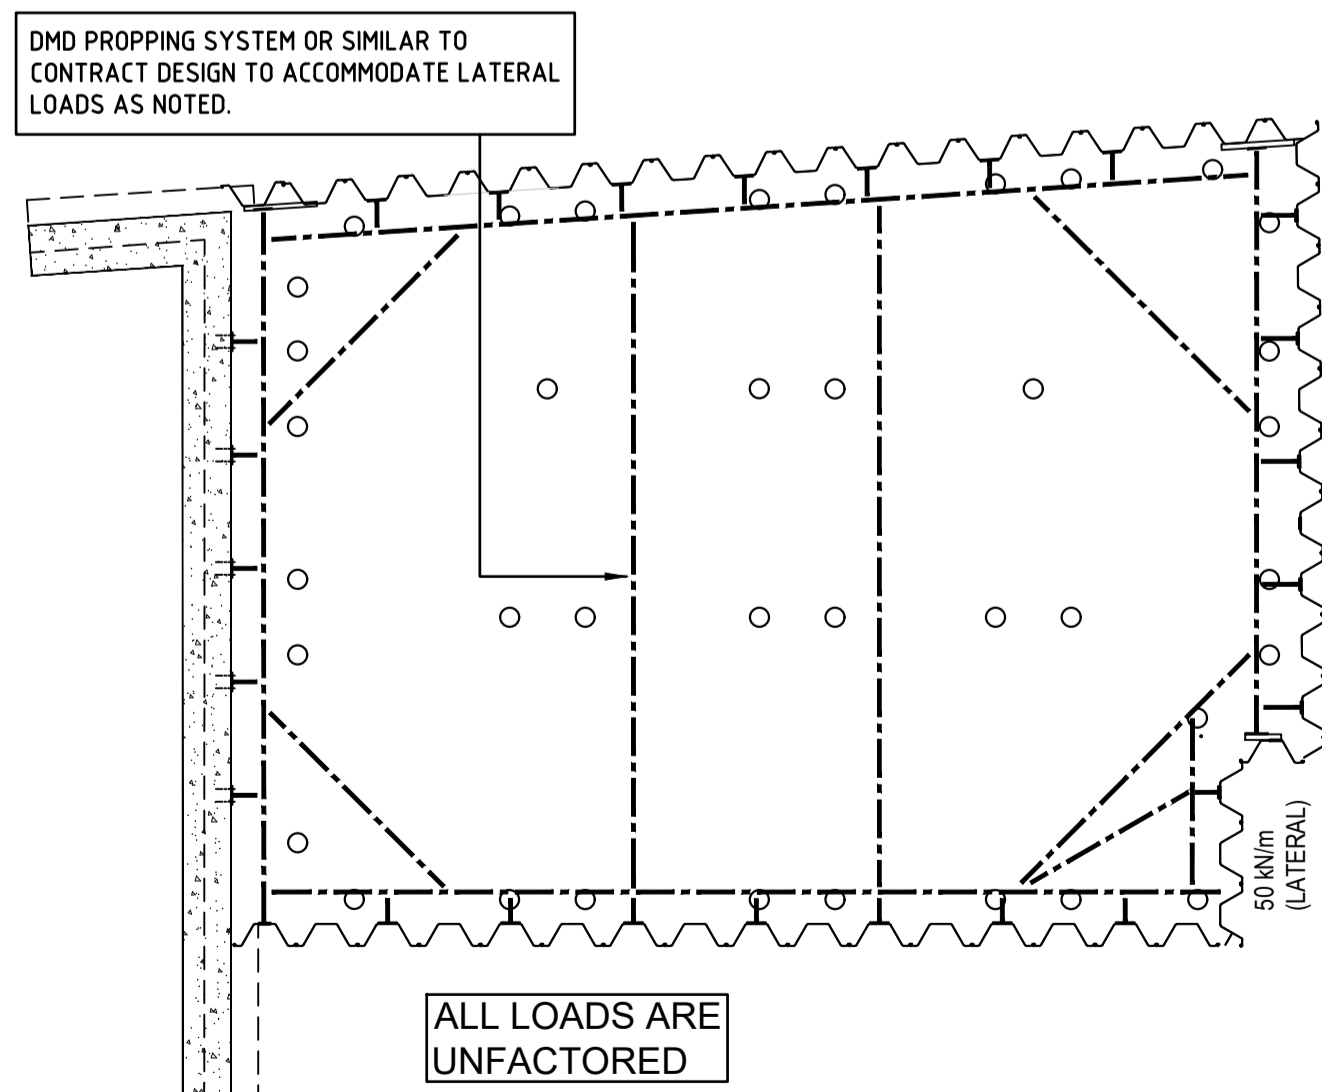 DMD PROPPING SYSTEM OR SIMILAR TO
CONTRACT DESIGN TO ACCOMMODATE LATERAL
LOADS AS NOTED.
50 kN/m
(LATERAL)
ALL LOADS ARE
UNFACTORED